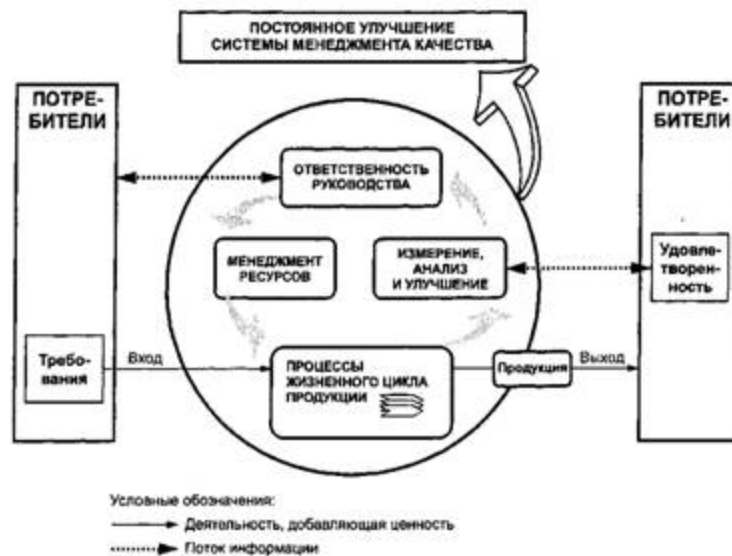 ПОСТОЯННОЕ УЛУЧШЕНИЕ
СИСТЕМЫ МЕНЕДЖМЕНТА КАЧЕСТВА
ПОТРЕ-
БИТЕЛИ
ПОТРЕ-
БИТЕЛИ
ОТВЕТСТВЕННОСТЬ
РУКОВОДСТВА
МЕНЕДЖМЕНТ
РЕСУРСОВ
ИЗМЕРЕНИЕ,
АНАЛИЗ
И УЛУЧШЕНИЕ
Удовле-
творен-
ность
Требо-
вания
Вход
ПРОЦЕССЫ
ЖИЗНЕННОГО ЦИКЛА
ПРОДУКЦИИ
Продукция
Выход
Условные обозначения:
Деятельность, добавляющая ценность
Поток информации